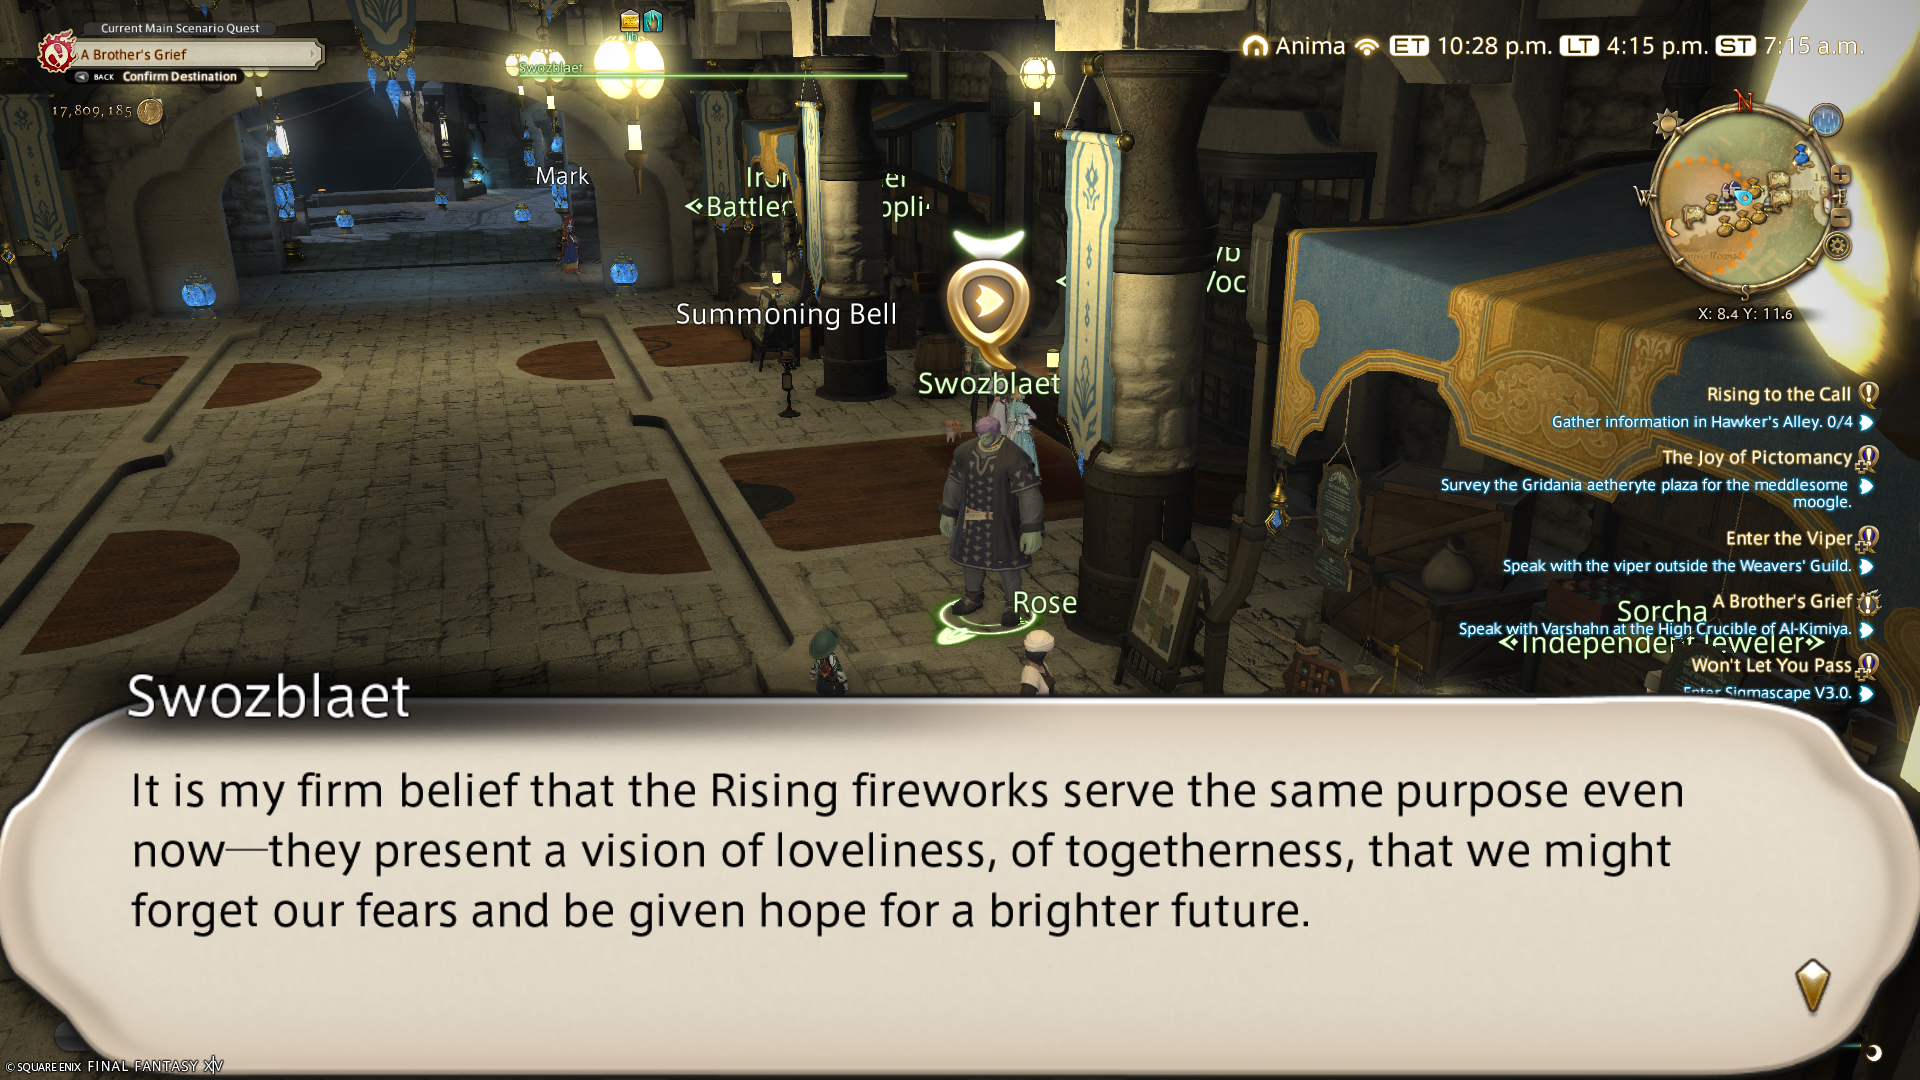 Current Main Scenario Quest
A Brother's Grief
BACK Confirm Destination
17,809,185
Swozblaet
Anima ET 10:28 p.m. LT 4:15 p.m. ST 7:15 a.m.
N
W
E
S
X: 8.4 Y: 11.6
Mark
Summoning Bell
Swozblaet
Rose
Rising to the Call
Gather information in Hawker's Alley. 0/4
The Joy of Pictomancy
Survey the Gridania aetheryte plaza for the meddlesome
moogle.
Enter the Viper
Speak with the viper outside the Weavers' Guild.
A Brother's Grief
Speak with Varshahn at the High Crucible of Al-Kimiya.
Sorcha
«Independent Jeweler»
Won't Let You Pass
Enter Sigmascape V3.0.
Swozblaet
It is my firm belief that the Rising fireworks serve the same purpose even
now—they present a vision of loveliness, of togetherness, that we might
forget our fears and be given hope for a brighter future.
© SQUARE ENIX FINAL FANTASY XIV